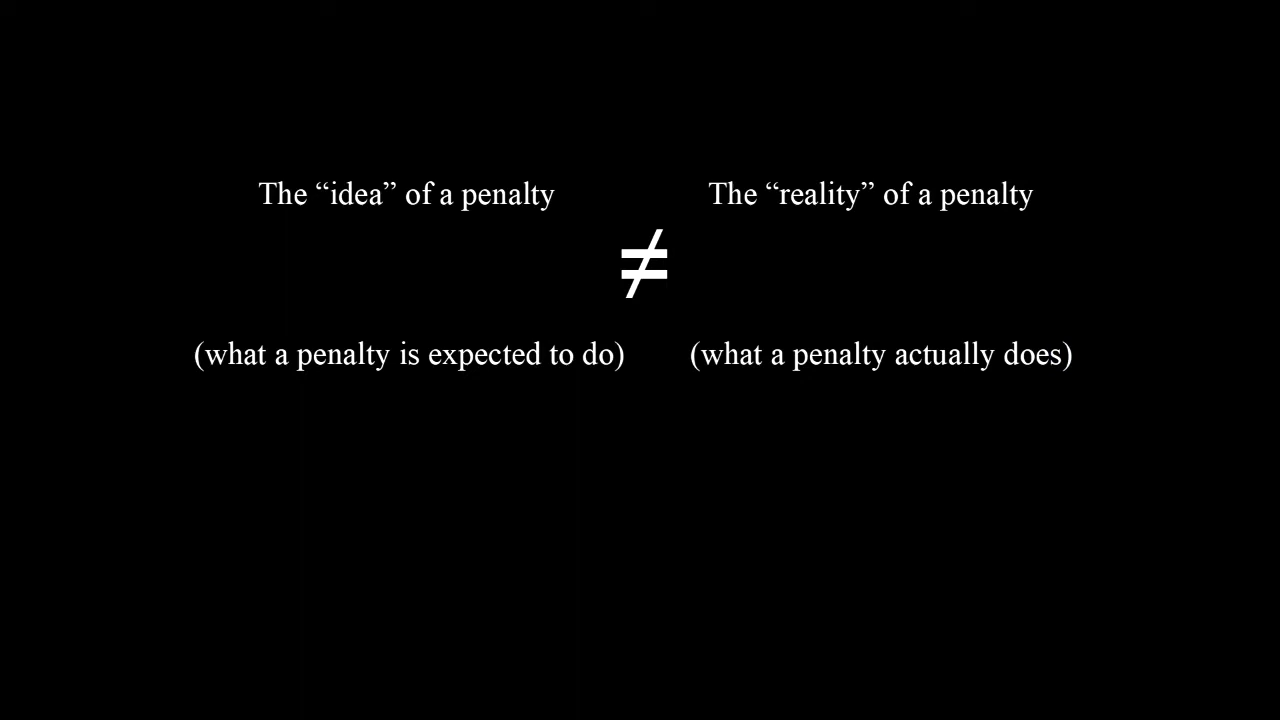 The “idea” of a penalty
The “reality” of a penalty
≠
(what a penalty is expected to do)
(what a penalty actually does)